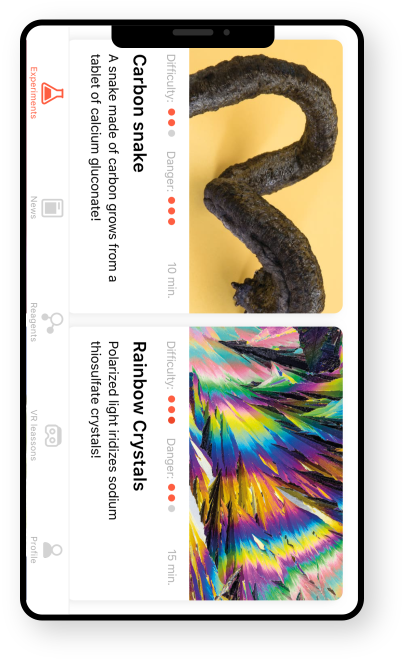 Difficulty: Danger: 10 min.
Carbon snake
A snake made of carbon grows from a
tablet of calcium gluconate!
Difficulty: Danger: 15 min.
Rainbow Crystals
Polarized light iridizes sodium
thiosulfate crystals!
Experiments
News
Reagents
VR leassons
Profile